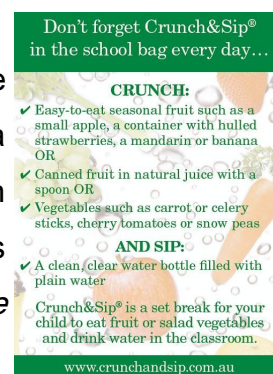 Don't forget Crunch&Sip®
in the school bag every day…
CRUNCH:
✔ Easy-to-eat seasonal fruit such as a
small apple, a container with hulled
strawberries, a mandarin or banana
OR
✔ Canned fruit in natural juice with a
spoon OR
✔ Vegetables such as carrot or celery
sticks, cherry tomatoes or snow peas
AND SIP:
✔ A clean, clear water bottle filled with
plain water
Crunch&Sip® is a set break for your
child to eat fruit or salad vegetables
and drink water in the classroom.
www.crunchandsip.com.au